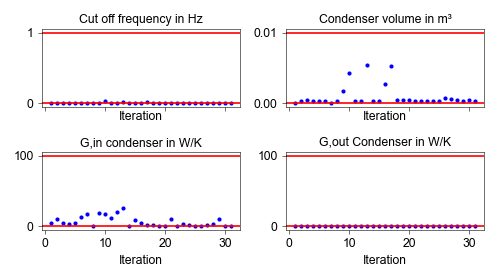 Cut off frequency in Hz
1
0
Iteration
Condenser volume in m³
0.01
0.00
Iteration
G,in condenser in W/K
100
0
0 10 20 30
Iteration
G,out Condenser in W/K
100
0
0 10 20 30
Iteration